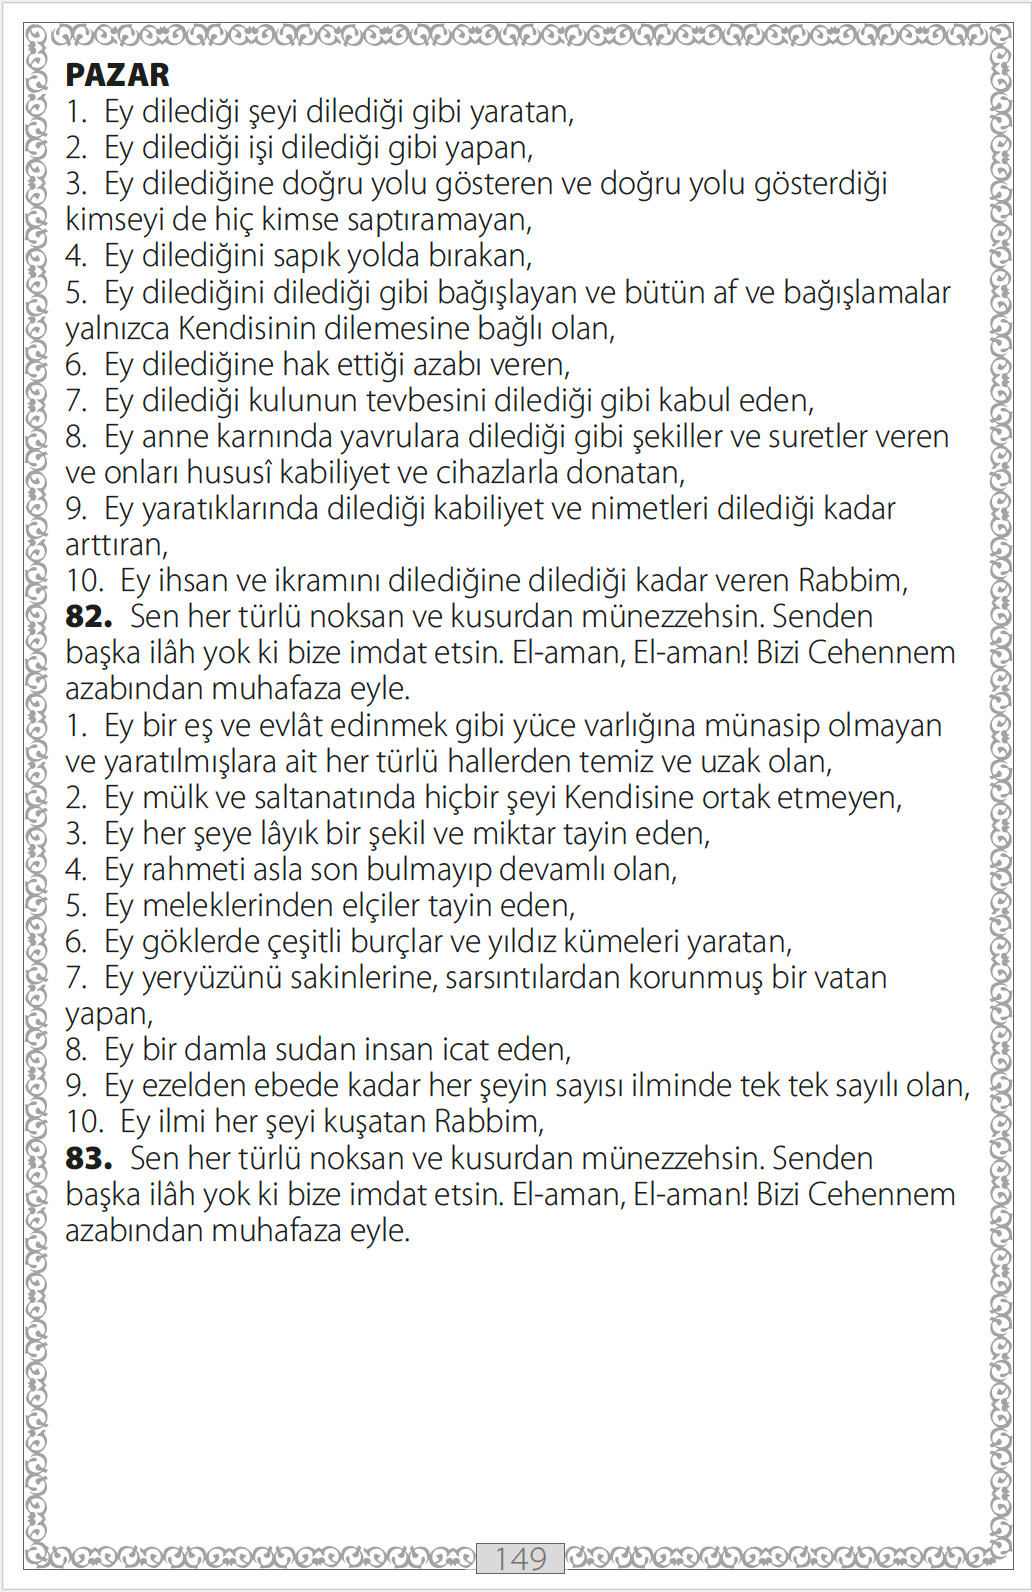 PAZAR
1. Ey dilediği şeyi dilediği gibi yaratan,
2. Ey dilediği işi dilediği gibi yapan,
3. Ey dilediğine doğru yolu gösteren ve doğru yolu gösterdiği
kimseyi de hiç kimse saptıramayan,
4. Ey dilediğini sapık yolda bırakan,
5. Ey dilediğini dilediği gibi bağışlayan ve bütün af ve bağışlamalar
yalnızca Kendisinin dilemesine bağlı olan,
6. Ey dilediğine hak ettiği azabı veren,
7. Ey dilediği kulunun tevbesini dilediği gibi kabul eden,
8. Ey anne karnında yavrulara dilediği gibi şekiller ve suretler veren
ve onları hususî kabiliyet ve cihazlarla donatan,
9. Ey yaratıklarında dilediği kabiliyet ve nimetleri dilediği kadar
arttıran,
10. Ey ihsan ve ikramını dilediğine dilediği kadar veren Rabbim,
82. Sen her türlü noksan ve kusurdan münezzehsin. Senden
başka ilâh yok ki bize imdat etsin. El-aman, El-aman! Bizi Cehennem
azabından muhafaza eyle.
1. Ey bir eş ve evlât edinmek gibi yüce varlığına münasip olmayan
ve yaratılmışlara ait her türlü hallerden temiz ve uzak olan,
2. Ey mülk ve saltanatında hiçbir şeyi Kendisine ortak etmeyen,
3. Ey her şeye lâyık bir şekil ve miktar tayin eden,
4. Ey rahmeti asla son bulmayıp devamlı olan,
5. Ey meleklerinden elçiler tayin eden,
6. Ey göklerde çeşitli burçlar ve yıldız kümeleri yaratan,
7. Ey yeryüzünü sakinlerine, sarsıntılardan korunmuş bir vatan
yapan,
8. Ey bir damla sudan insan icat eden,
9. Ey ezelden ebede kadar her şeyin sayısı ilminde tek tek sayılı olan,
10. Ey ilmi her şeyi kuşatan Rabbim,
83. Sen her türlü noksan ve kusurdan münezzehsin. Senden
başka ilâh yok ki bize imdat etsin. El-aman, El-aman! Bizi Cehennem
azabından muhafaza eyle.
149